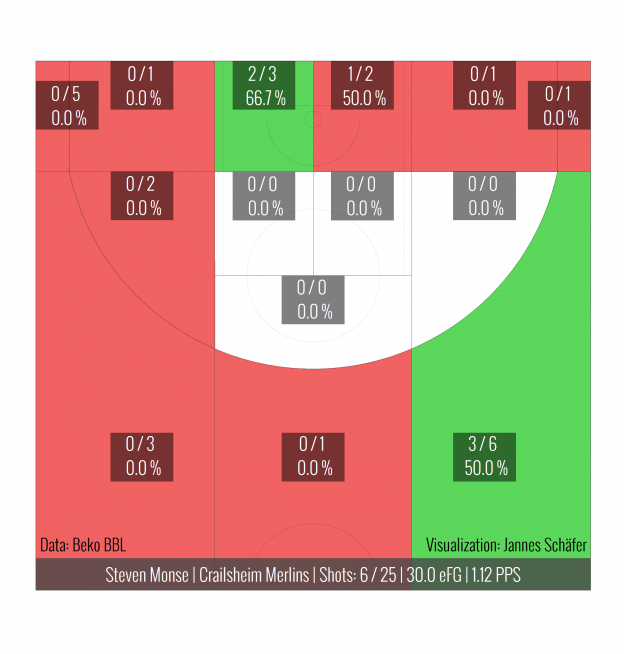 0 / 5
0.0 %
0 / 1
0.0 %
2 / 3
66.7 %
1 / 2
50.0 %
0 / 1
0.0 %
0 / 1
0.0 %
0 / 2
0.0 %
0 / 0
0.0 %
0 / 0
0.0 %
0 / 0
0.0 %
0 / 0
0.0 %
0 / 3
0.0 %
0 / 1
0.0 %
3 / 6
50.0 %
Data: Beko BBL
Visualization: Jannes Schäfer
Steven Monse | Crailsheim Merlins | Shots: 6 / 25 | 30.0 eFG | 1.12 PPS